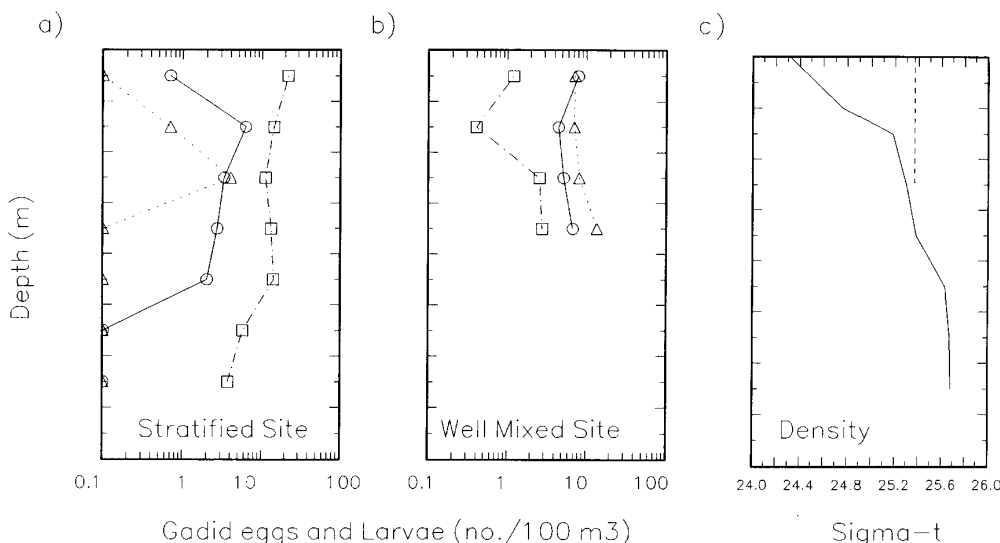 a)
b)
c)
Depth (m)
Stratified Site
Well Mixed Site
Density
0.1 1 10 100
0.1 1 10 100
24.0 24.4 24.8 25.2 25.6 26.0
Gadid eggs and Larvae (no./100 m3)
Sigma-t